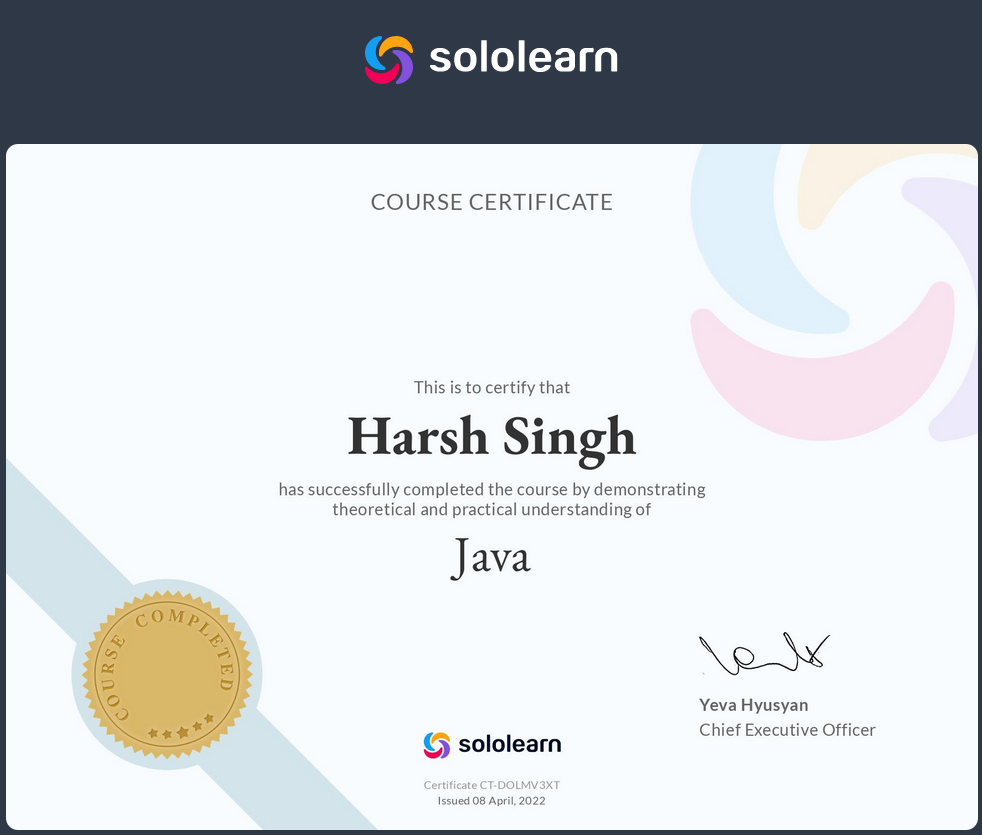 sololearn
COURSE CERTIFICATE
This is to certify that
Harsh Singh
has successfully completed the course by demonstrating
theoretical and practical understanding of
Java
COURSE COMPLETED
Yeva Hyusyan
Chief Executive Officer
sololearn
Certificate CT-DOLMV3XT
Issued 08 April, 2022